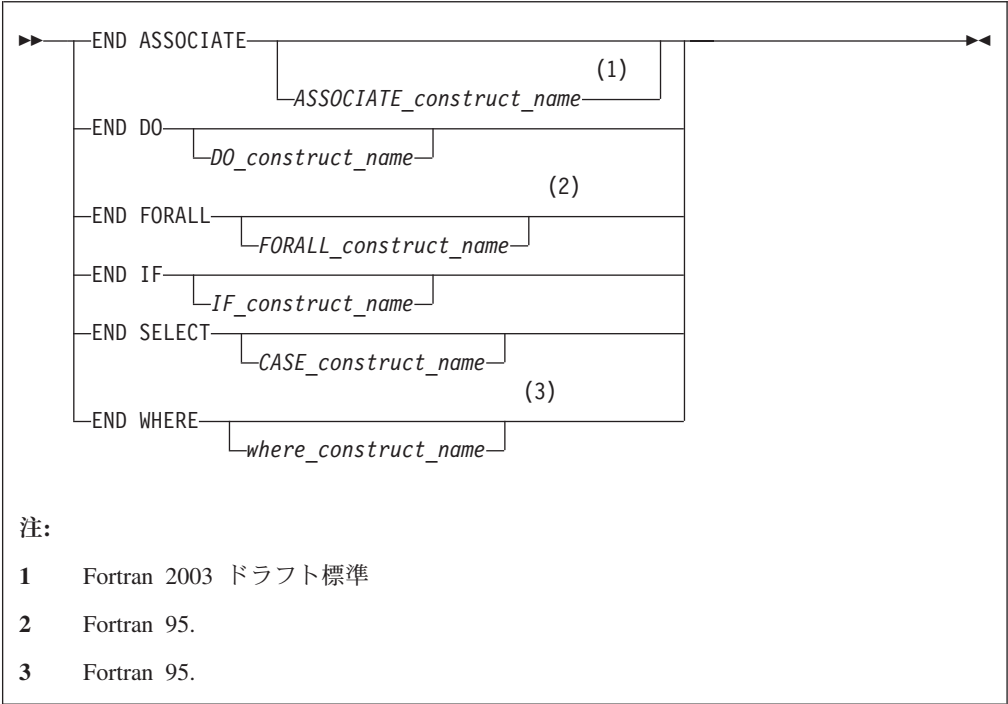 END ASSOCIATE
(1)
ASSOCIATE_construct_name
END DO
DO_construct_name
(2)
END FORALL
FORALL_construct_name
END IF
IF_construct_name
END SELECT
CASE_construct_name
(3)
END WHERE
where_construct_name
注:
1 Fortran 2003 ドラフト標準
2 Fortran 95.
3 Fortran 95.